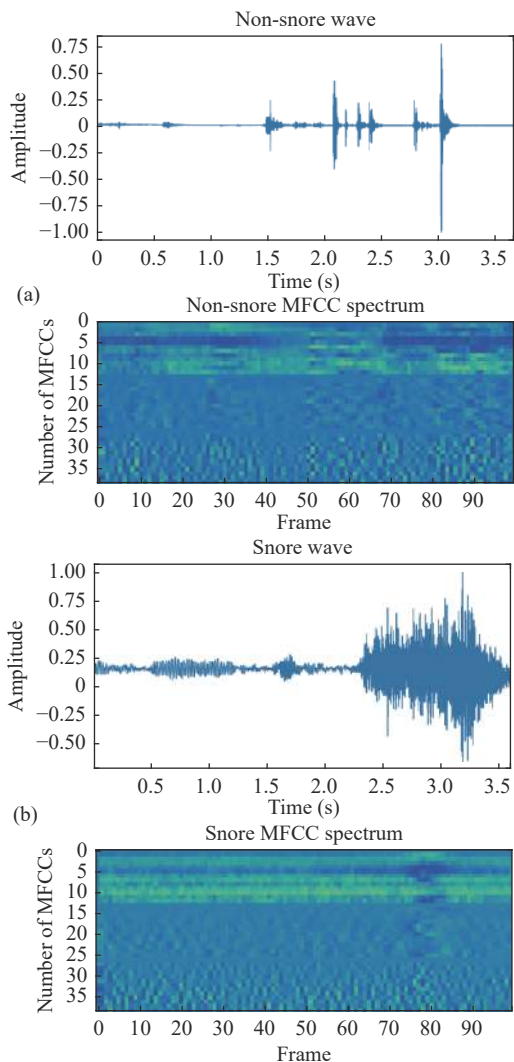 Non-snore wave
0.75
0.50
0.25
0
−0.25
−0.50
−0.75
−1.00
Amplitude
0 0.5 1.0 1.5 2.0 2.5 3.0 3.5
Time (s)
(a)
Non-snore MFCC spectrum
0
5
10
15
20
25
30
35
Number of MFCCs
0 10 20 30 40 50 60 70 80 90
Frame
Snore wave
1.00
0.75
0.50
0.25
0
−0.25
−0.50
Amplitude
0.5 1.0 1.5 2.0 2.5 3.0 3.5
Time (s)
(b)
Snore MFCC spectrum
0
5
10
15
20
25
30
35
Number of MFCCs
0 10 20 30 40 50 60 70 80 90
Frame